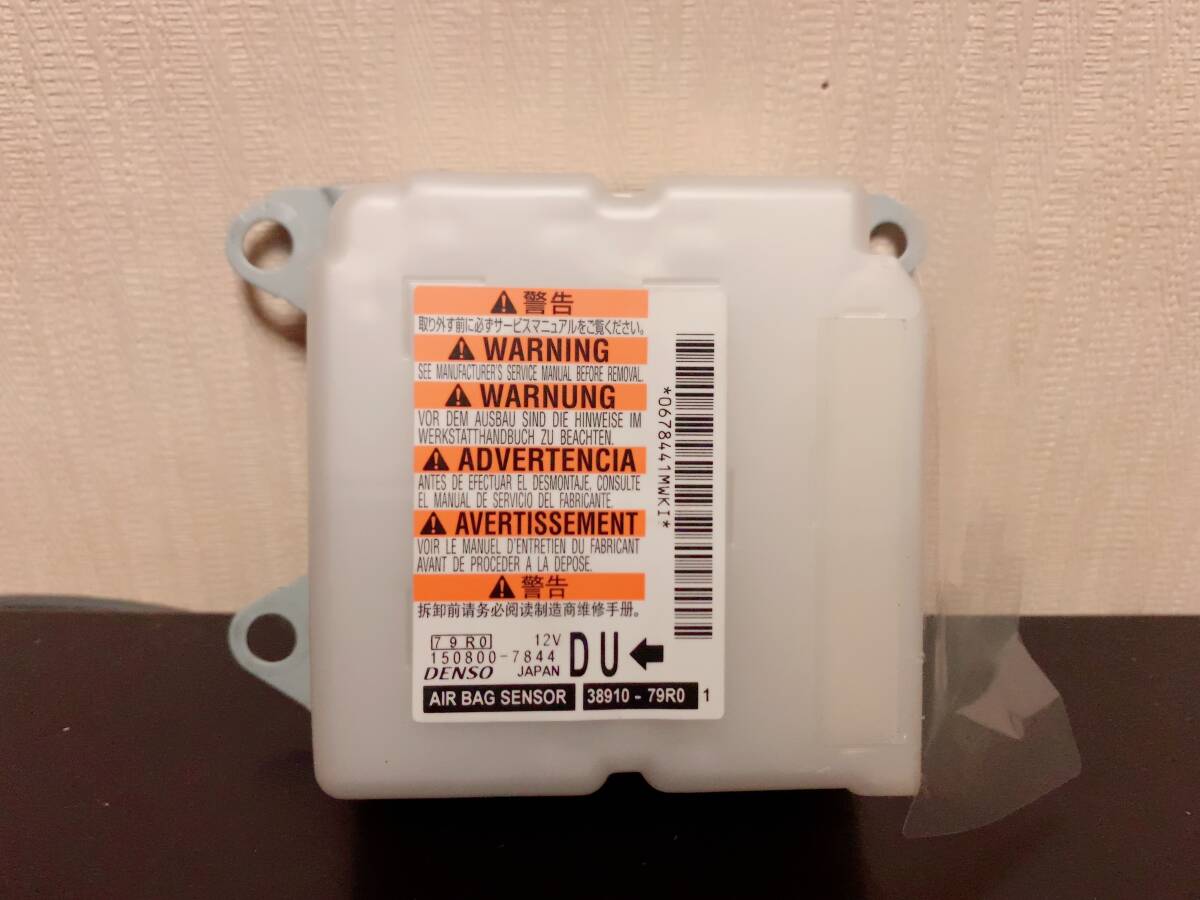 警告
取り外す前に必ずサービスマニュアルをご覧ください。
WARNING
SEE MANUFACTURER'S SERVICE MANUAL BEFORE REMOVAL.
WARNUNG
VOR DEM AUSBAU SIND DIE HINWEISE IM
WERKSTATTHANDBUCH ZU BEACHTEN.
ADVERTENCIA
ANTES DE EFECTUAR EL DESMONTAJE, CONSULTE
EL MANUAL DE SERVICIO DEL FABRICANTE.
AVERTISSEMENT
VOIR LE MANUEL D'ENTRETIEN DU FABRICANT
AVANT DE PROCEDER A LA DEPOSE.
警告
拆卸前请务必阅读制造商维修手册。
79R0 12V
150800-7844 DU
DENSO JAPAN
AIR BAG SENSOR 38910-79R0 1
*0678441MWKI*